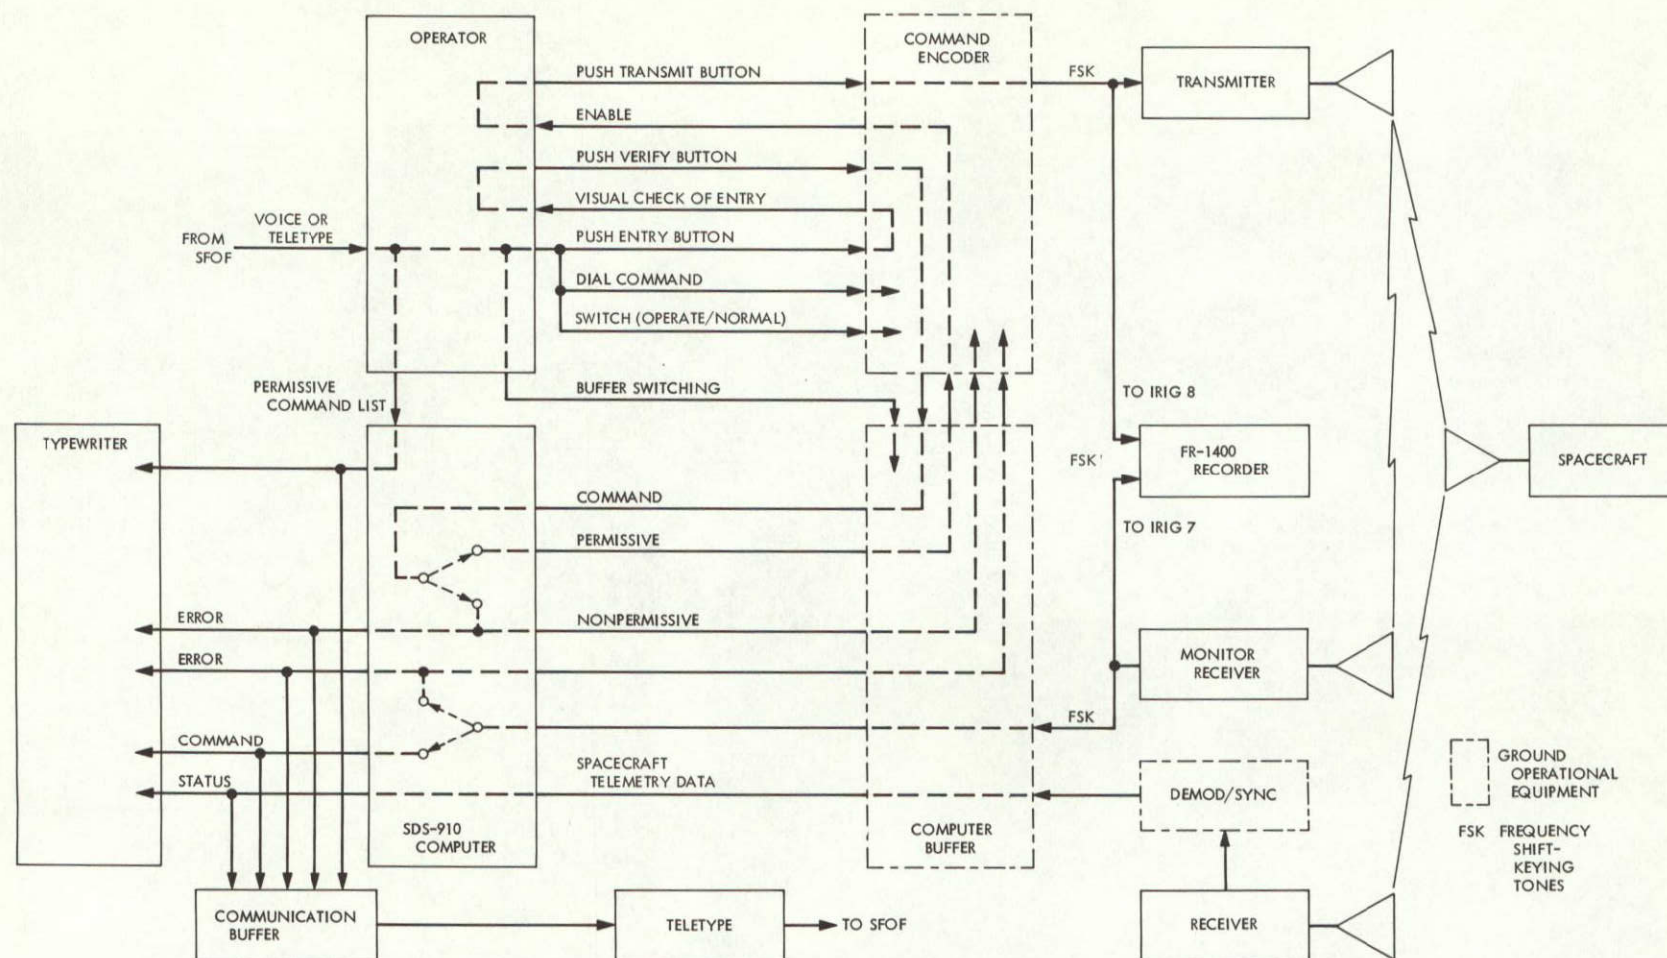 OPERATOR
COMMAND
ENCODER
PUSH TRANSMIT BUTTON
FSK
TRANSMITTER
ENABLE
PUSH VERIFY BUTTON
VISUAL CHECK OF ENTRY
FROM
SFOF
VOICE OR
TELETYPE
PUSH ENTRY BUTTON
DIAL COMMAND
SWITCH (OPERATE/NORMAL)
PERMISSIVE
COMMAND LIST
BUFFER SWITCHING
TO IRIG 8
TYPEWRITER
FSK
FR-1400
RECORDER
SPACECRAFT
COMMAND
TO IRIG 7
PERMISSIVE
ERROR
NONPERMISSIVE
ERROR
MONITOR
RECEIVER
FSK
COMMAND
STATUS
SPACECRAFT
TELEMETRY DATA
DEMOD/SYNC
GROUND
OPERATIONAL
EQUIPMENT
SDS-910
COMPUTER
COMPUTER
BUFFER
FSK FREQUENCY
SHIFT-
KEYING
TONES
COMMUNICATION
BUFFER
TELETYPE
TO SFOF
RECEIVER